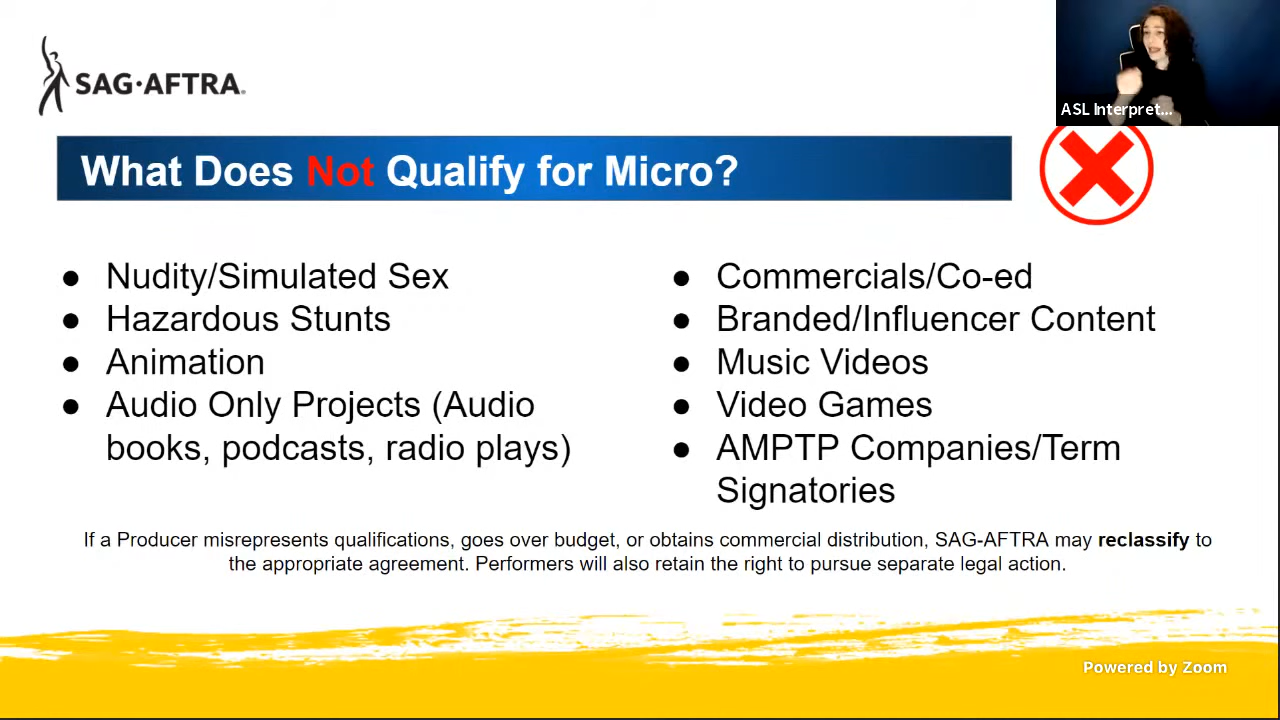 SAG·AFTRA.
ASL Interpret...
What Does Not Qualify for Micro?
● Nudity/Simulated Sex
● Hazardous Stunts
● Animation
● Audio Only Projects (Audio
books, podcasts, radio plays)
● Commercials/Co-ed
● Branded/Influencer Content
● Music Videos
● Video Games
● AMPTP Companies/Term
Signatories
If a Producer misrepresents qualifications, goes over budget, or obtains commercial distribution, SAG-AFTRA may reclassify to
the appropriate agreement. Performers will also retain the right to pursue separate legal action.
Powered by Zoom